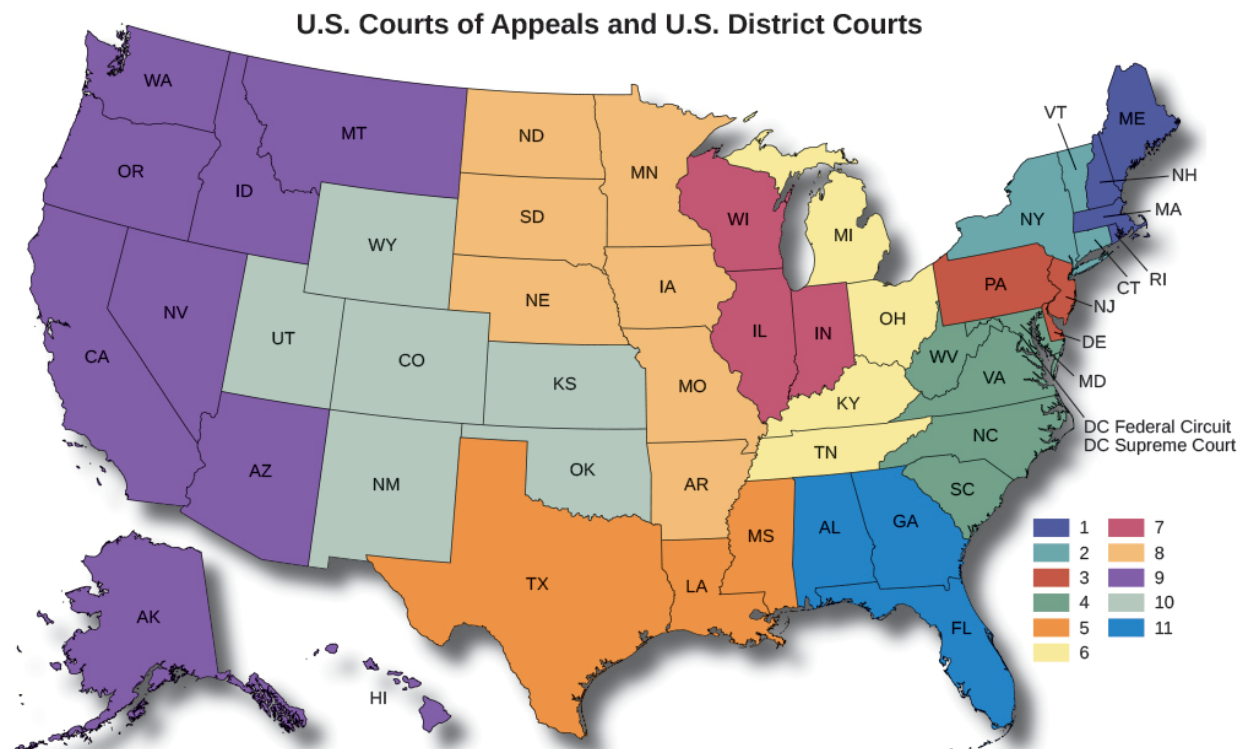 U.S. Courts of Appeals and U.S. District Courts
WA
MT
ND
MN
VT
ME
OR
ID
SD
WI
MI
NY
NH
MA
WY
NE
IA
PA
CT
RI
NJ
NV
UT
CO
IL
IN
OH
DE
CA
KS
MO
WV
VA
MD
KY
DC Federal Circuit
DC Supreme Court
NC
TN
AZ
NM
OK
AR
SC
MS
AL
GA
TX
LA
FL
AK
HI
1
2
3
4
5
6
7
8
9
10
11